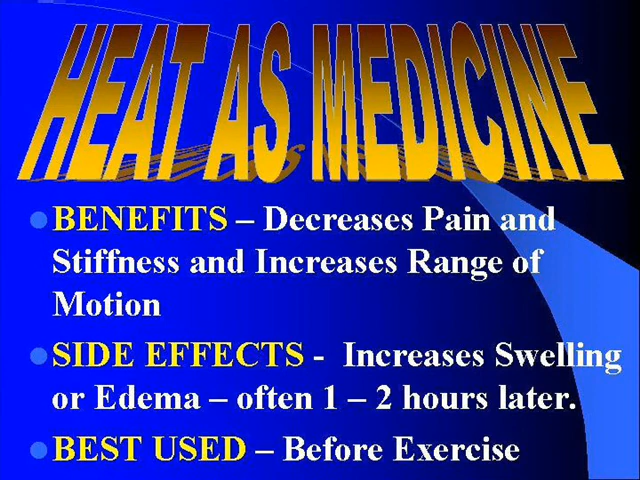 HEAT AS MEDICINE
BENEFITS – Decreases Pain and
Stiffness and Increases Range of
Motion
SIDE EFFECTS - Increases Swelling
or Edema – often 1 – 2 hours later.
BEST USED – Before Exercise